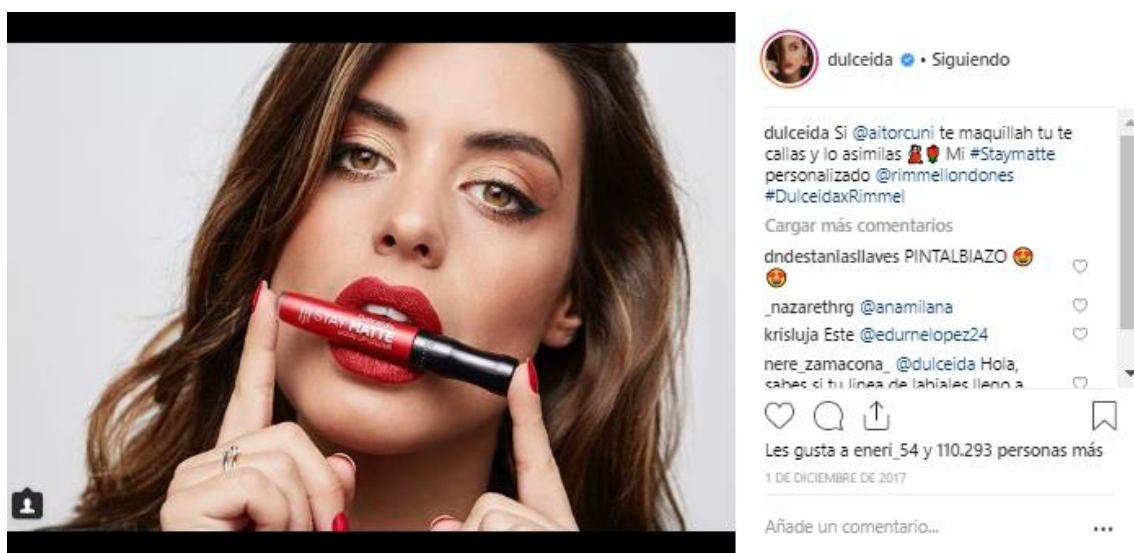 STAY MATTE
dulceida • Siguiendo
dulceida Si @aitorcuni te maquillah tu te
callas y lo asimilas 💃🌹 Mi #Staymatte
personalizado @rimmellondones
#DulceidaxRimmel
Cargar más comentarios
dndestanlasllaves PINTALBIAZO 😍
😍
_nazarethrg @anamilana
krisluja Este @edurnelopez24
nere_zamacona_ @dulceida Hola,
sabes si tu linea de labiales llego a
Les gusta a eneri_54 y 110.293 personas más
1 DE DICIEMBRE DE 2017
Añade un comentario...